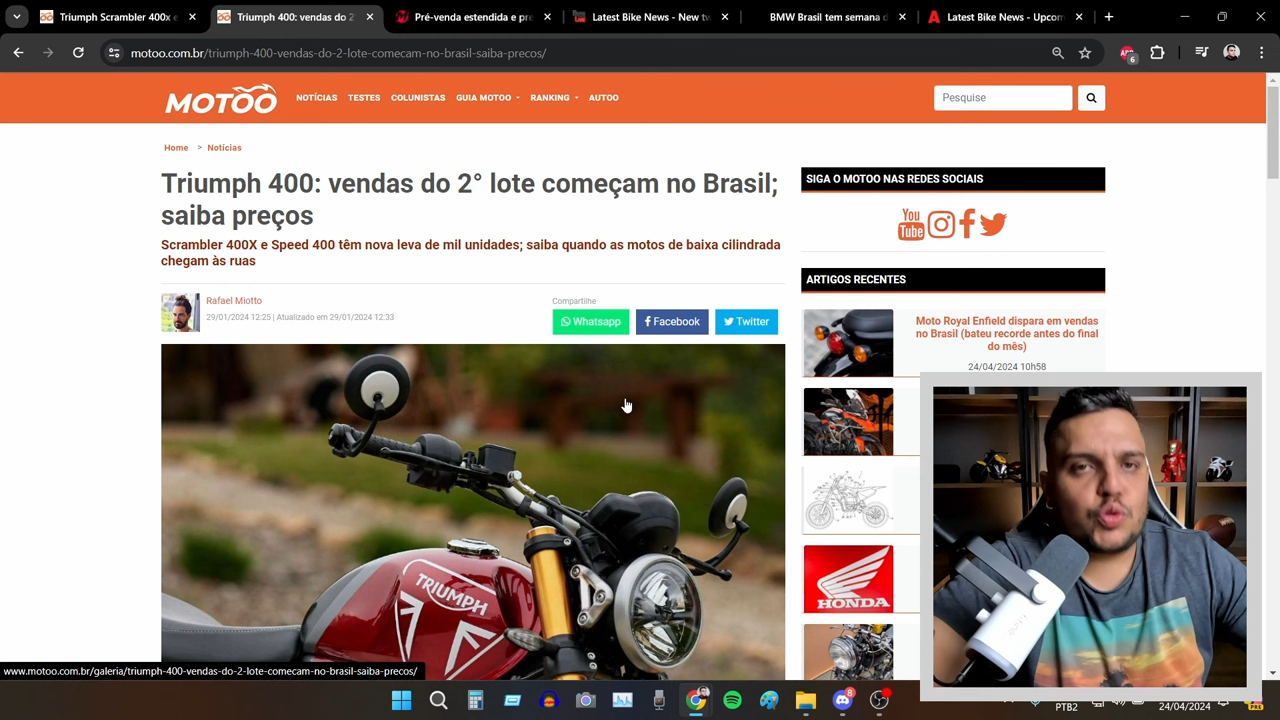 Triumph Scrambler 400x e
Triumph 400: vendas do 2
Pré-venda estendida e pre
Latest Bike News - New tw
BMW Brasil tem semana d
Latest Bike News - Upcom
motoo.com.br/triumph-400-vendas-do-2-lote-comecam-no-brasil-saiba-precos/
6
MOTOO
NOTÍCIAS TESTES COLUNISTAS GUIA MOTOO RANKING AUTOO
Pesquise
Home > Notícias
Triumph 400: vendas do 2° lote começam no Brasil;
saiba preços
Scrambler 400X e Speed 400 têm nova leva de mil unidades; saiba quando as motos de baixa cilindrada
chegam às ruas
Rafael Miotto
29/01/2024 12:25 | Atualizado em 29/01/2024 12:33
Compartilhe
Whatsapp Facebook Twitter
TRIUMPH
SIGA O MOTOO NAS REDES SOCIAIS
You
Tube
ARTIGOS RECENTES
Moto Royal Enfield dispara em vendas
no Brasil (bateu recorde antes do final
do mês)
24/04/2024 10h58
HONDA
www.motoo.com.br/galeria/triumph-400-vendas-do-2-lote-comecam-no-brasil-saiba-precos/
8
PTB2
24/04/2024